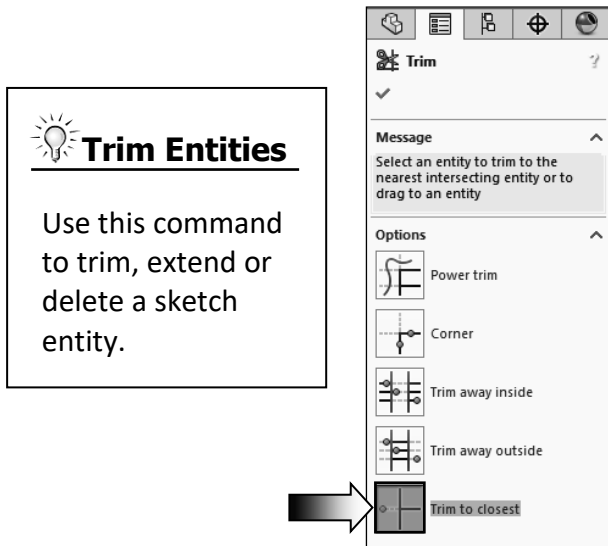 Trim Entities
Use this command
to trim, extend or
delete a sketch
entity.
Trim
?
Message
Select an entity to trim to the
nearest intersecting entity or to
drag to an entity
Options
Power trim
Corner
Trim away inside
Trim away outside
Trim to closest